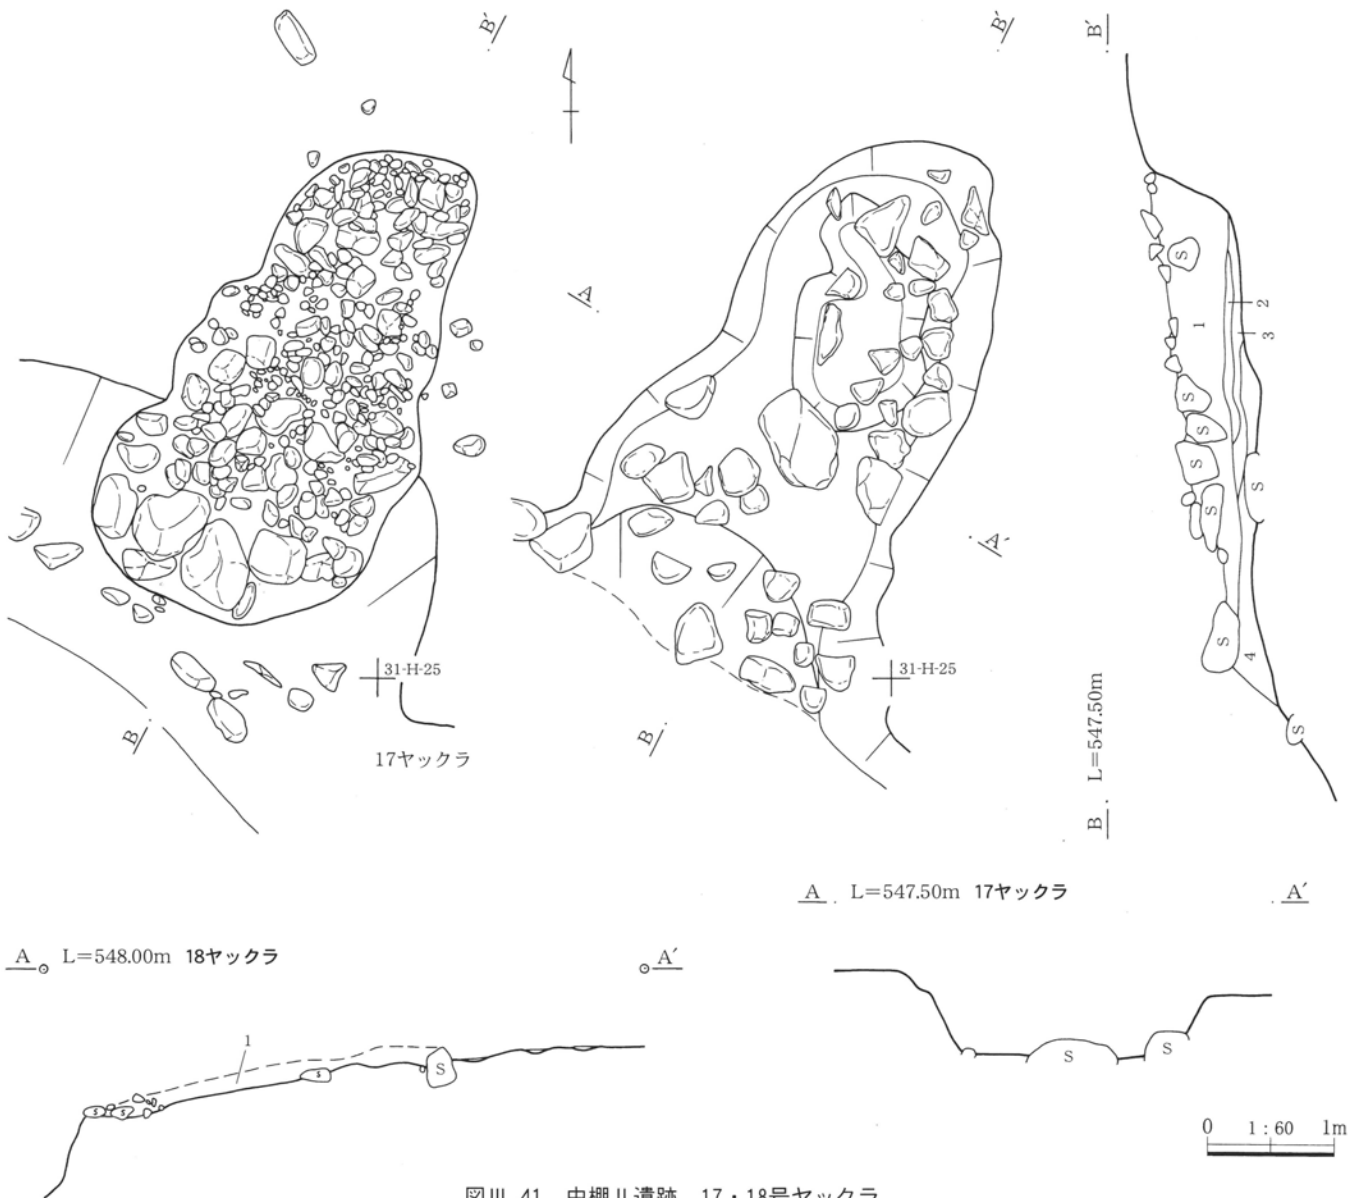 B′
B′
B′
A
A′
S
1
2
3
S
S
S
S
S
S
4
S
31-H-25
31-H-25
B
B
17ヤックラ
B L=547.50m
A L=547.50m 17ヤックラ A′
A L=548.00m 18ヤックラ A′
1
S
S
S
S
S
S
0 1:60 1m
図Ⅲ-41 中棚Ⅱ遺跡 17・18号ヤックラ